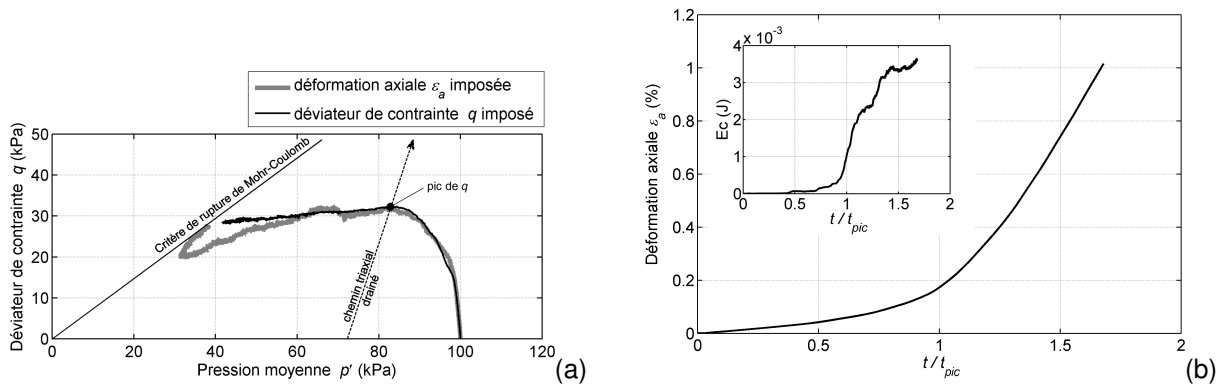 déformation axiale εa imposée
déviateur de contrainte q imposé
Déviateur de contrainte q (kPa)
50
40
30
20
10
0
Critère de rupture de Mohr-Coulomb
pic de q
chemin triaxial
drainé
0 20 40 60 80 100 120
Pression moyenne p' (kPa)
(a)
Déformation axiale εa (%)
1.2
1
0.8
0.6
0.4
0.2
0
0 0.5 1 1.5 2
t / tpic
Ec (J)
4 x 10⁻³
3
2
1
0
0 0.5 1 1.5 2
t / tpic
(b)